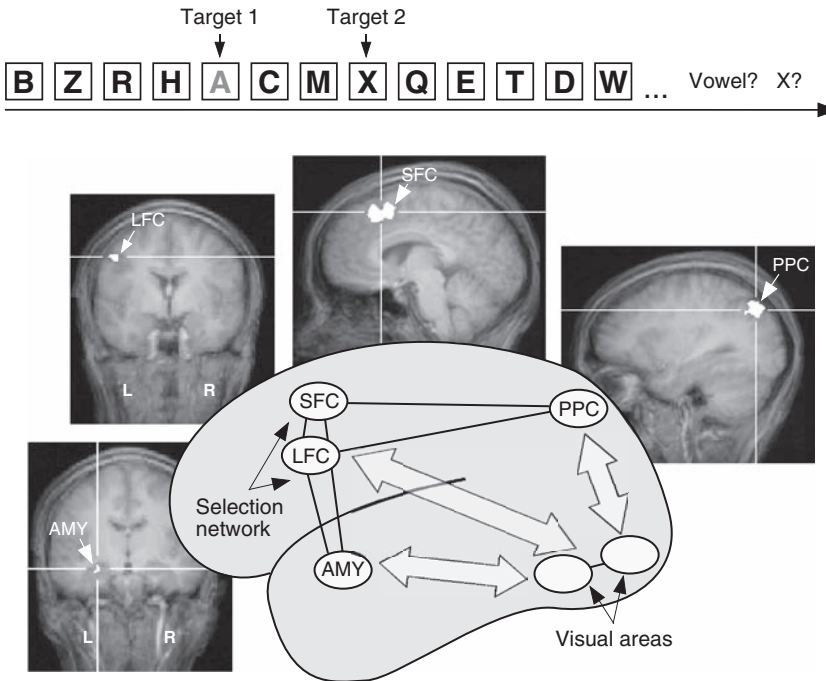 Target 1 Target 2
B Z R H A C M X Q E T D W ... Vowel? X?
SFC
LFC
PPC
L R
SFC
PPC
LFC
Selection
network
AMY
AMY
L R
Visual areas